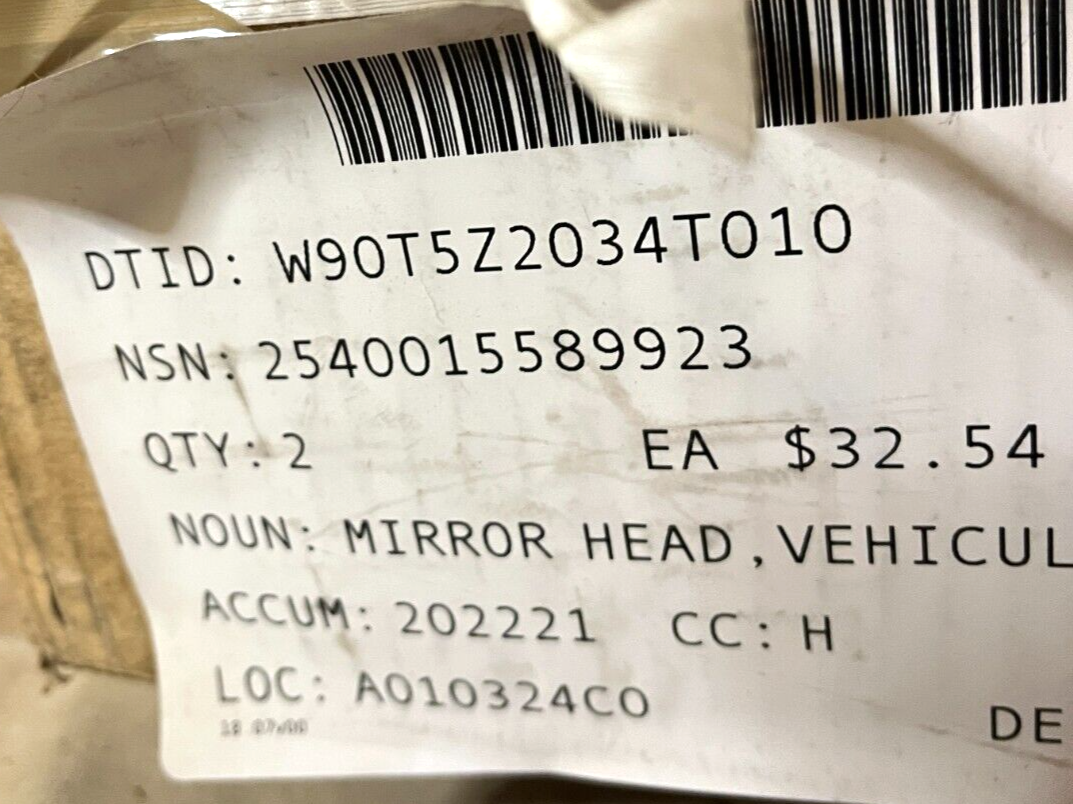 DTID: W90T5Z2034T010
NSN: 2540015589923
QTY: 2 EA $32.54
NOUN: MIRROR HEAD,VEHICUL
ACCUM: 202221 CC: H
LOC: A010324C0
DE